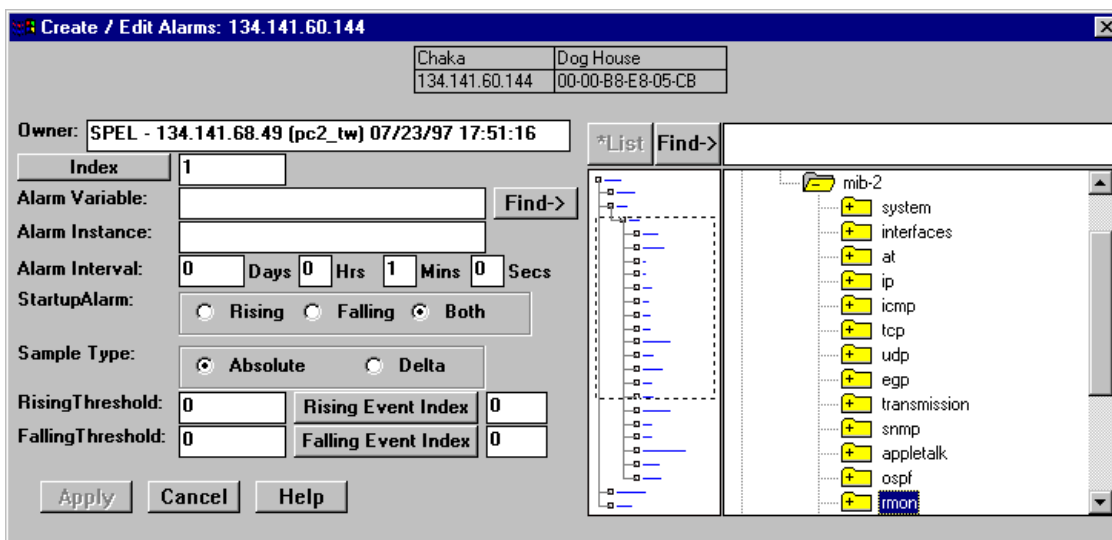 Create / Edit Alarms: 134.141.60.144
Chaka Dog House
134.141.60.144 00-00-B8-E8-05-CB
Owner: SPEL - 134.141.68.49 (pc2_tw) 07/23/97 17:51:16
Index 1
Alarm Variable: Find->
Alarm Instance:
Alarm Interval: 0 Days 0 Hrs 1 Mins 0 Secs
StartupAlarm: Rising Falling Both
Sample Type: Absolute Delta
RisingThreshold: 0 Rising Event Index 0
FallingThreshold: 0 Falling Event Index 0
Apply Cancel Help
*List Find->
mib-2
system
interfaces
at
ip
icmp
tcp
udp
egp
transmission
snmp
appletalk
ospf
rmon